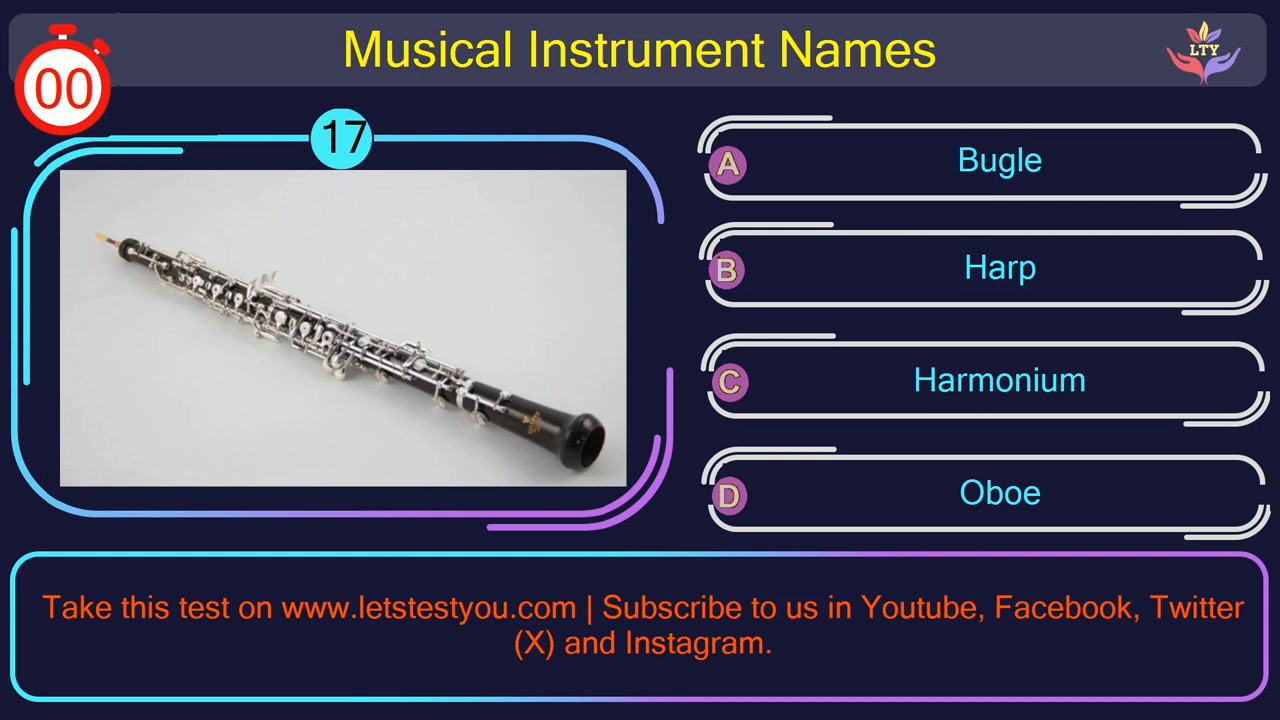 Musical Instrument Names
LTY
00
17
A
Bugle
B
Harp
C
Harmonium
D
Oboe
Take this test on www.letstestyou.com | Subscribe to us in Youtube, Facebook, Twitter
(X) and Instagram.